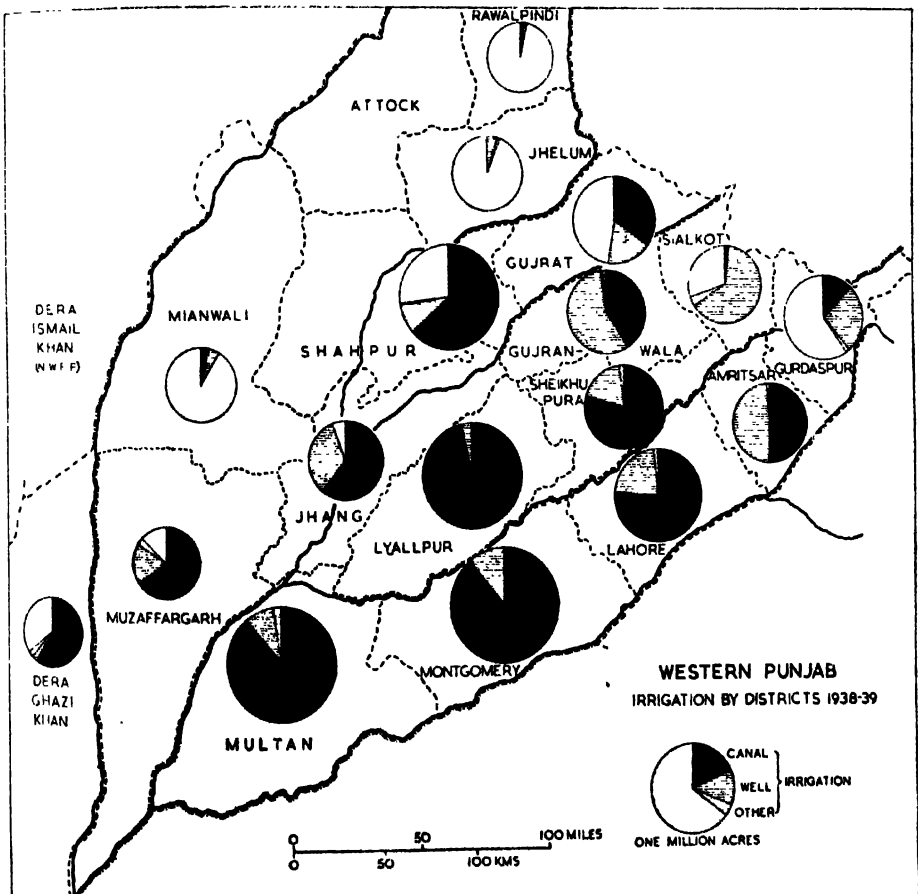 RAWALPINDI
ATTOCK
JHELUM
SIALKOT
GUJRAT
DERA
ISMAIL
KHAN
(N W F P)
MIANWALI
SHAHPUR
GUJRAN-
WALA
SHEIKHU
PURA
AMRITSAR
GURDASPUR
JHANG
LYALLPUR
LAHORE
MUZAFFARGARH
MONTGOMERY
DERA
GHAZI
KHAN
MULTAN
WESTERN PUNJAB
IRRIGATION BY DISTRICTS 1938-39
CANAL
WELL
OTHER
IRRIGATION
ONE MILLION ACRES
0 50 100 MILES
0 50 100 KMS